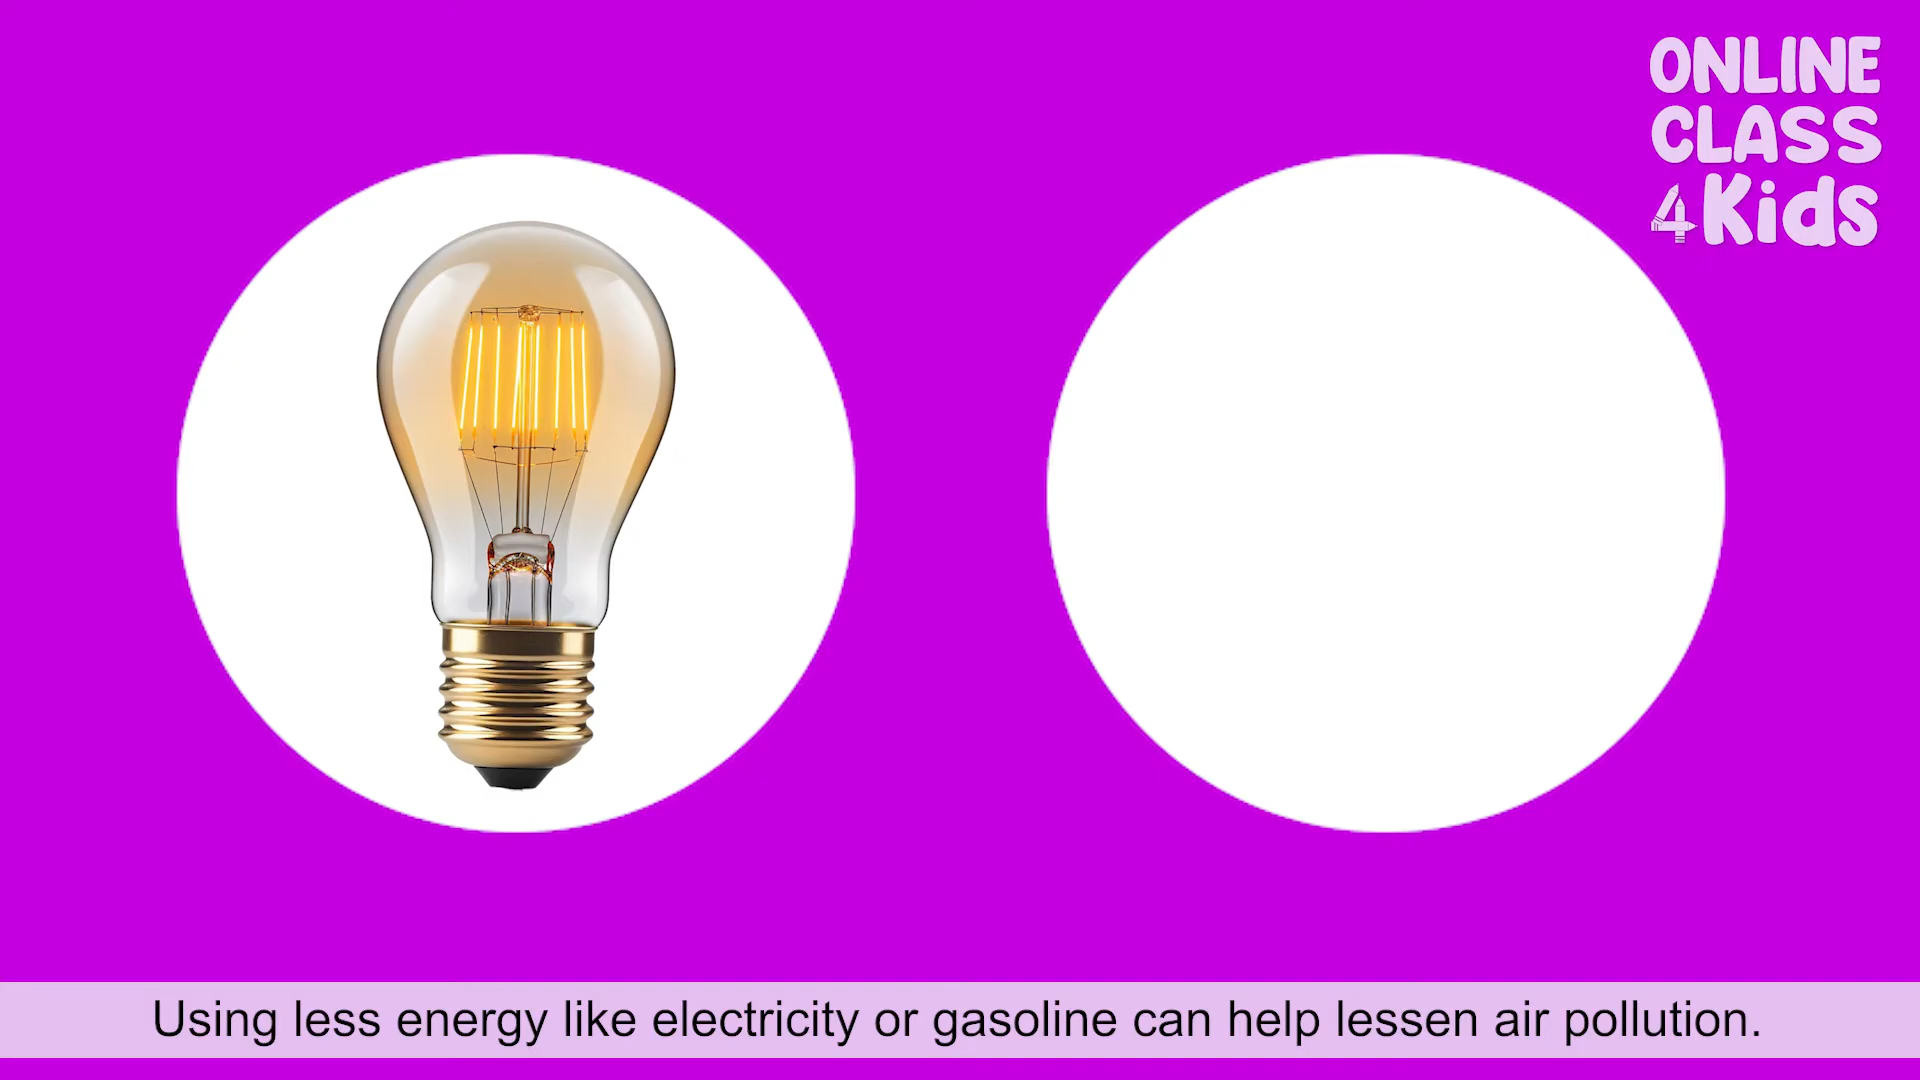 ONLINE
CLASS
4Kids
Using less energy like electricity or gasoline can help lessen air pollution.